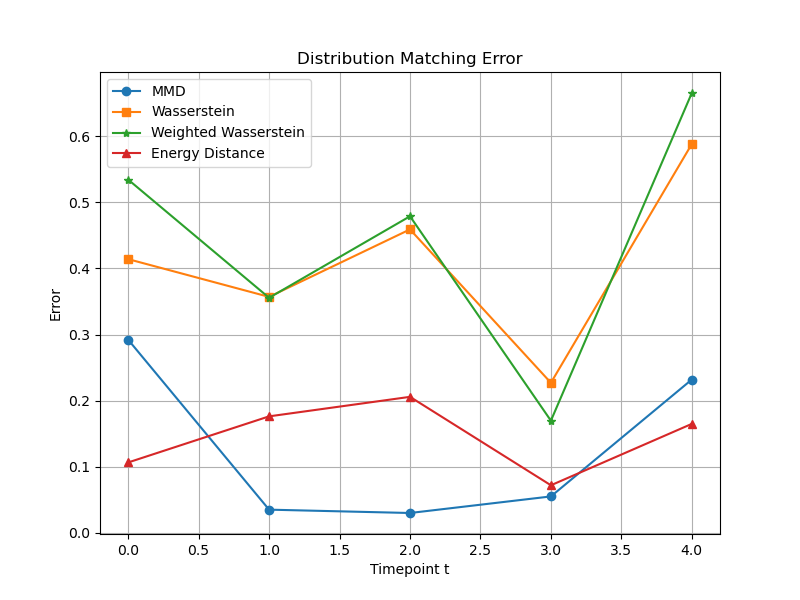 Distribution Matching Error
MMD
Wasserstein
Weighted Wasserstein
Energy Distance
Error
0.6
0.5
0.4
0.3
0.2
0.1
0.0
0.0 0.5 1.0 1.5 2.0 2.5 3.0 3.5 4.0
Timepoint t